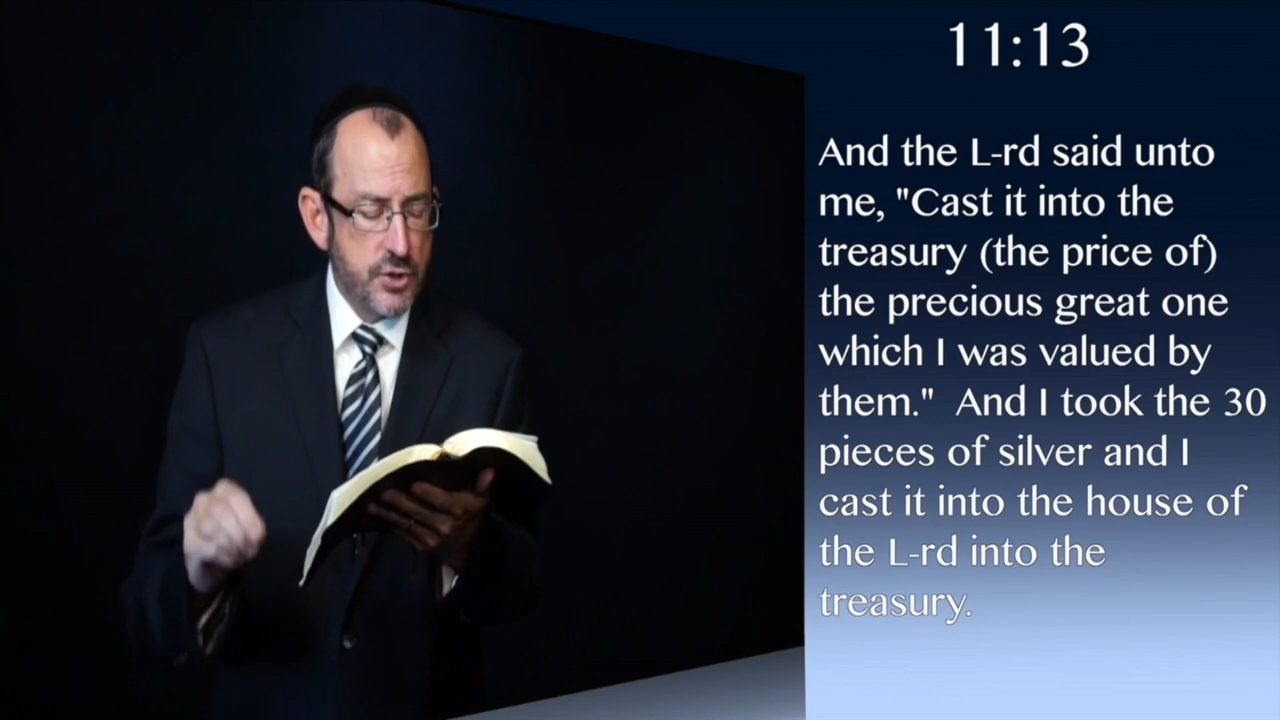 11:13
And the L-rd said unto
me, "Cast it into the
treasury (the price of)
the precious great one
which I was valued by
them."  And I took the 30
pieces of silver and I
cast it into the house of
the L-rd into the
treasury.